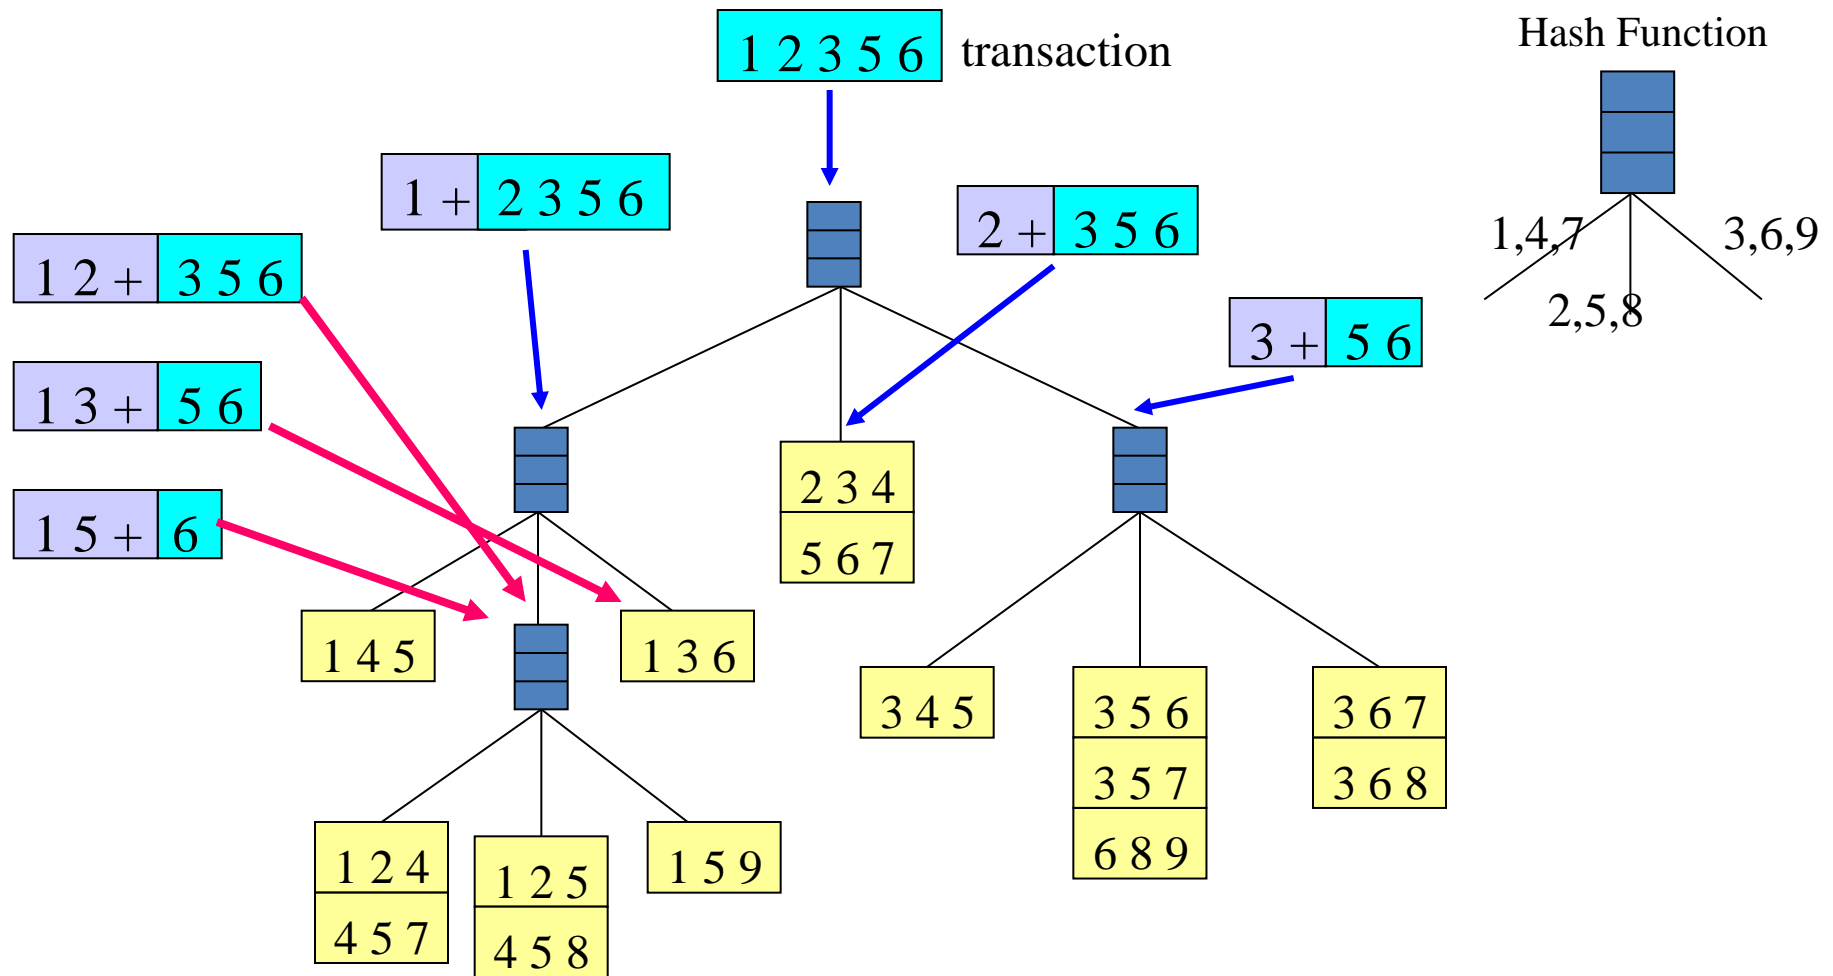 1 2 3 5 6 transaction
Hash Function
1,4,7
3,6,9
2,5,8
1 + 2 3 5 6
2 + 3 5 6
1 2 + 3 5 6
3 + 5 6
1 3 + 5 6
1 5 + 6
2 3 4
5 6 7
1 4 5
1 3 6
3 4 5
3 5 6
3 5 7
6 8 9
3 6 7
3 6 8
1 2 4
4 5 7
1 2 5
4 5 8
1 5 9